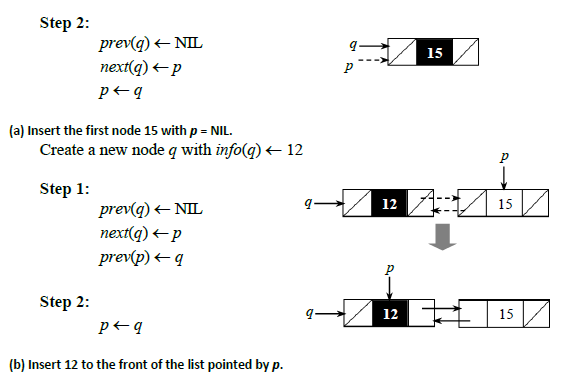 Step 2:
prev(q) ← NIL
next(q) ← p
p ← q
q
p
15
(a) Insert the first node 15 with p = NIL.
Create a new node q with info(q) ← 12
Step 1:
prev(q) ← NIL
next(q) ← p
prev(p) ← q
p
q
12
15
Step 2:
p ← q
p
q
12
15
(b) Insert 12 to the front of the list pointed by p.